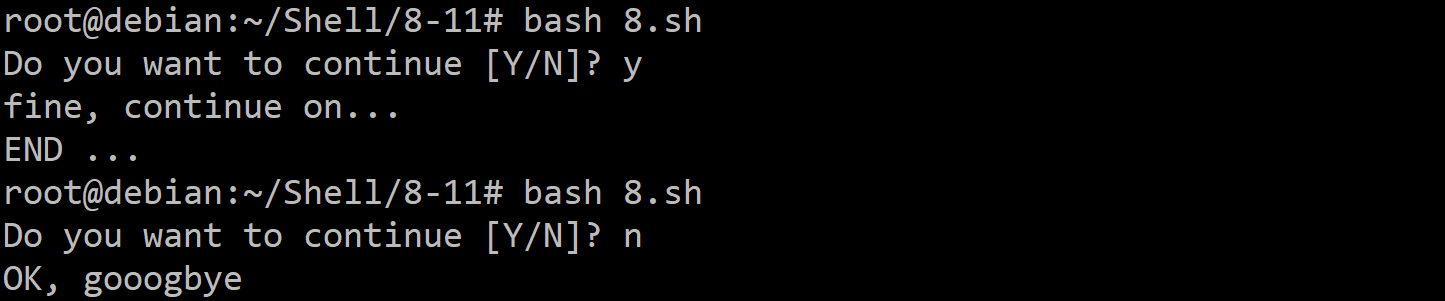 root@debian:~/Shell/8-11# bash 8.sh
Do you want to continue [Y/N]? y
fine, continue on...
END ...
root@debian:~/Shell/8-11# bash 8.sh
Do you want to continue [Y/N]? n
OK, gooogbye